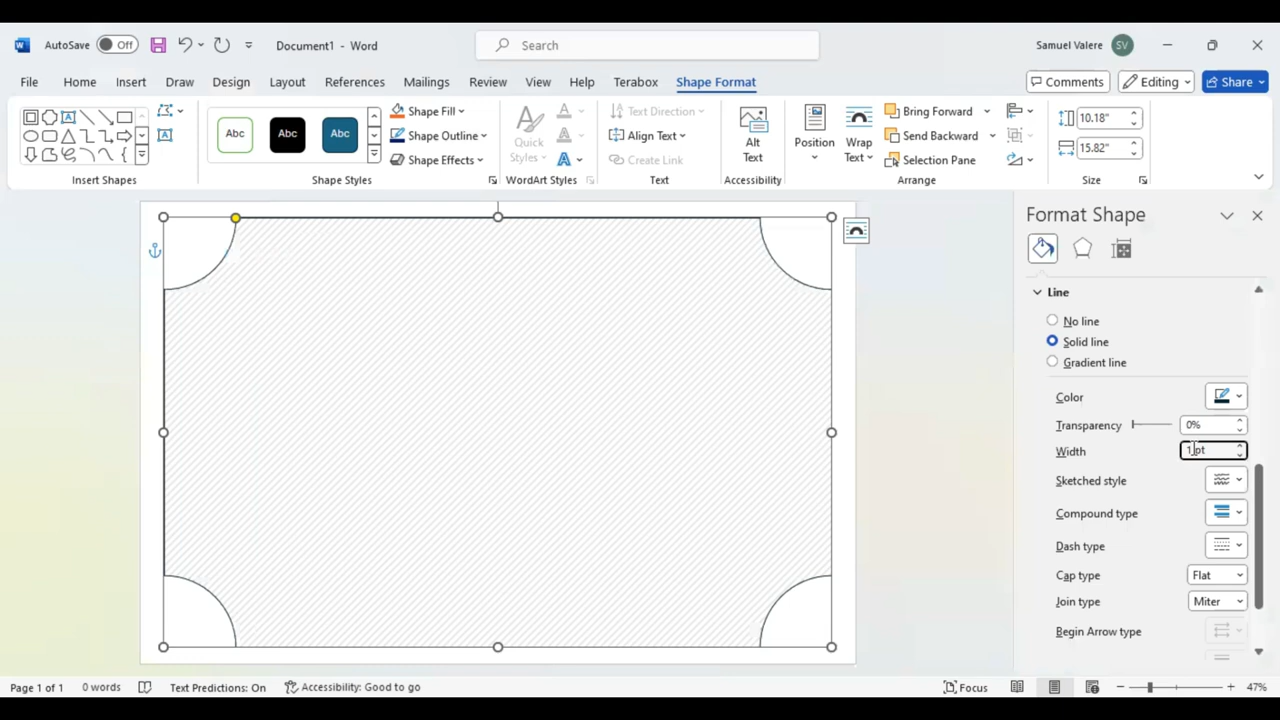 AutoSave Off Document1 - Word Search Samuel Valere SV
File Home Insert Draw Design Layout References Mailings Review View Help Terabox Shape Format Comments Editing Share
Abc Abc Abc
Shape Fill
Shape Outline
Shape Effects
Quick Styles
Text Direction
Align Text
Create Link
Alt Text
Position
Wrap Text
Bring Forward
Send Backward
Selection Pane
10.18"
15.82"
Insert Shapes Shape Styles WordArt Styles Text Accessibility Arrange Size
Format Shape
Line
No line
Solid line
Gradient line
Color
Transparency 0%
Width 1 pt
Sketched style
Compound type
Dash type
Cap type Flat
Join type Miter
Begin Arrow type
Page 1 of 1 0 words Text Predictions: On Accessibility: Good to go Focus 47%